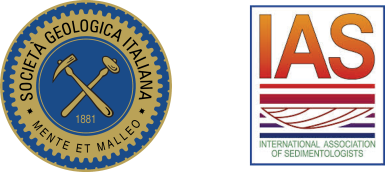 SOCIETÀ GEOLOGICA ITALIANA
1881
MENTE ET MALLEO
IAS
INTERNATIONAL ASSOCIATION
OF SEDIMENTOLOGISTS